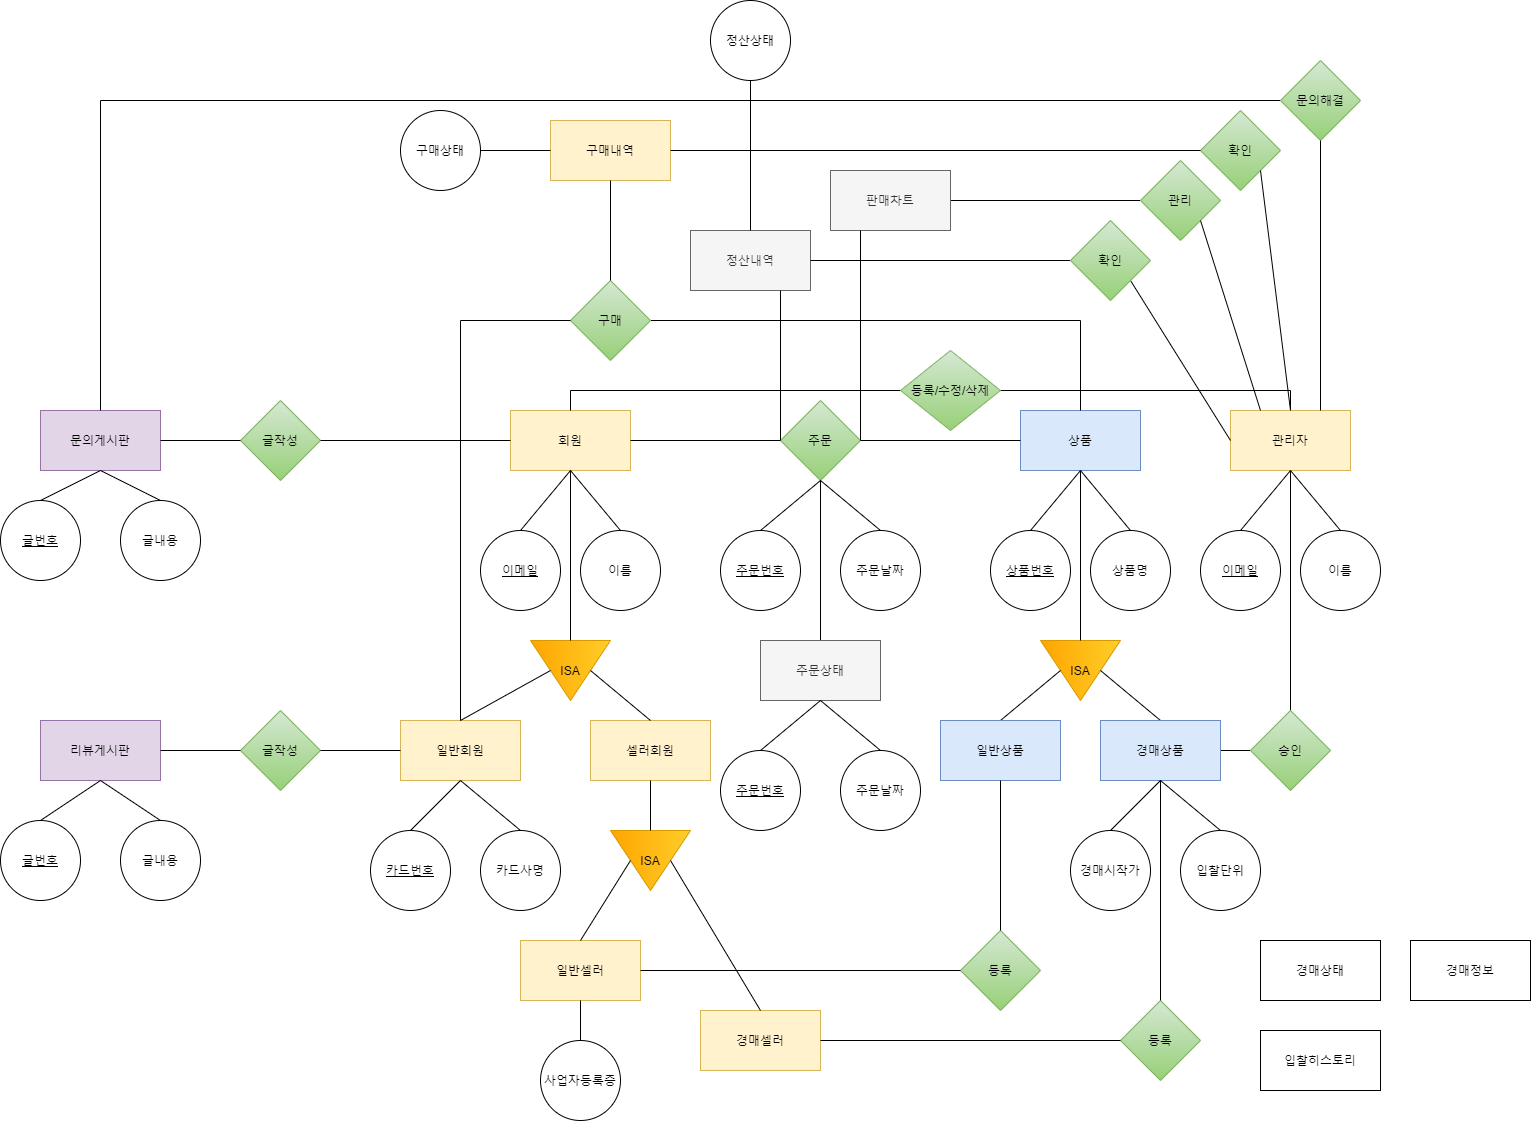 정산상태
문의해결
구매상태
구매내역
확인
판매차트
관리
정산내역
확인
구매
등록/수정/삭제
문의게시판
글작성
회원
주문
상품
관리자
글번호
글내용
이메일
이름
주문번호
주문날짜
상품번호
상품명
이메일
이름
ISA
주문상태
ISA
리뷰게시판
글작성
일반회원
셀러회원
일반상품
경매상품
승인
주문번호
주문날짜
글번호
글내용
카드번호
카드사명
ISA
경매시작가
입찰단위
일반셀러
등록
경매상태
경매정보
경매셀러
등록
입찰히스토리
사업자등록증